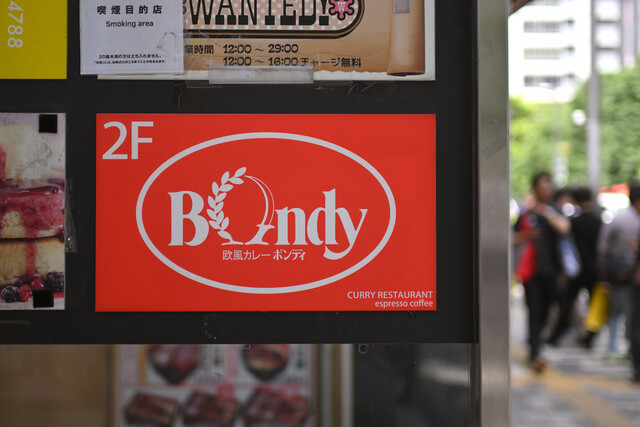 4788
喫煙目的店
Smoking area
WANTED!
業時間 12:00 ～ 29:00
12:00 ～ 16:00 チャージ無料
2F
Bondy
欧風カレー ボンディ
CURRY RESTAURANT
espresso coffee